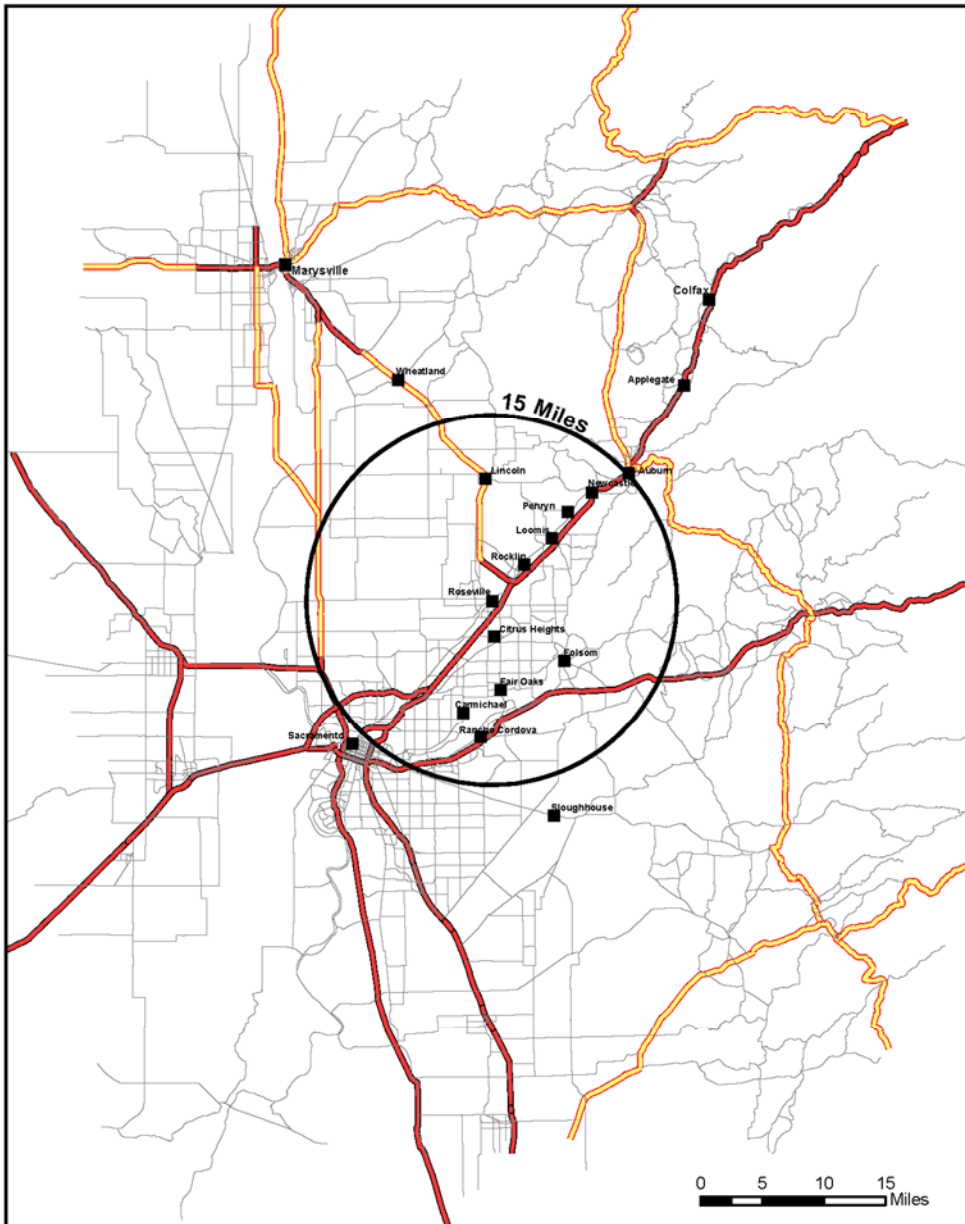 Marysville
Colfax
Wheatland
Applegate
15 Miles
Lincoln
Auburn
Newcastle
Penryn
Loomis
Rocklin
Roseville
Citrus Heights
Folsom
Fair Oaks
Carmichael
Sacramento
Rancho Cordova
Sloughhouse
0 5 10 15
Miles